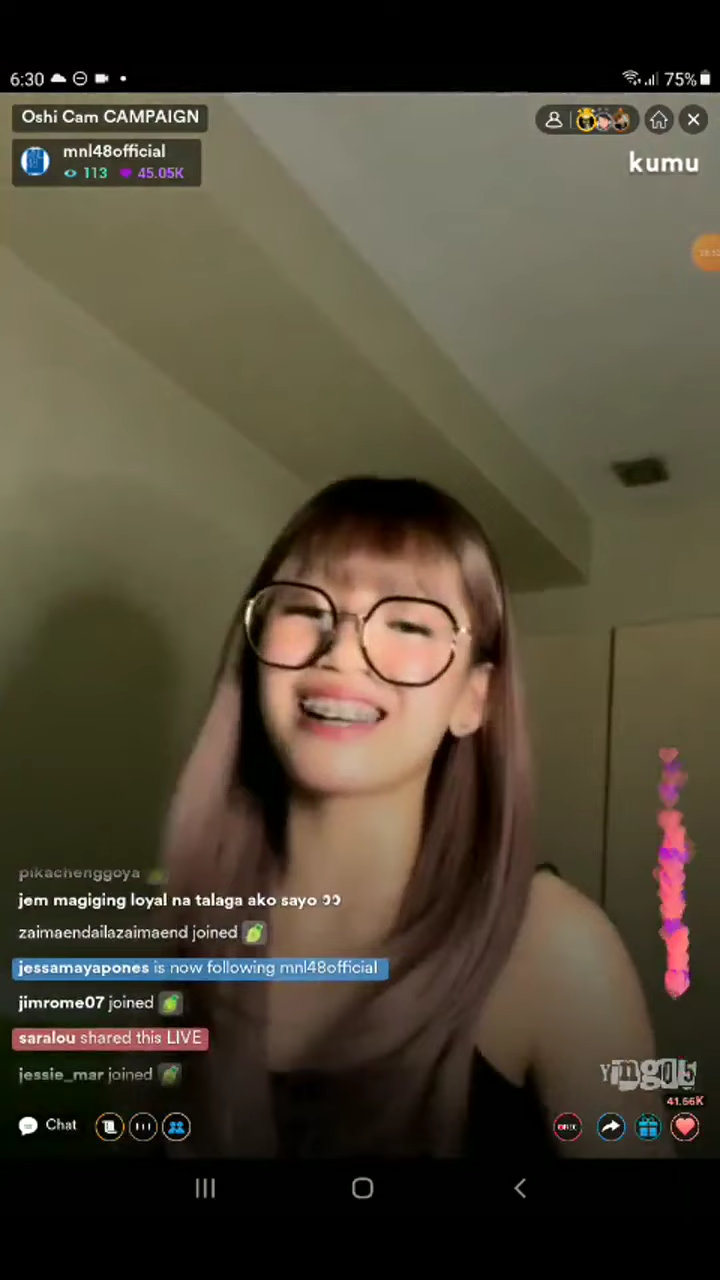 6:30
75%
Oshi Cam CAMPAIGN
mnl48official
113 45.05K
kumu
pikachenggoya
jem magiging loyal na talaga ako sayo
zaimaendailazaimaend joined
jessamayapones is now following mnl48official
jimrome07 joined
saralou shared this LIVE
jessie_mar joined
41.66K
Chat